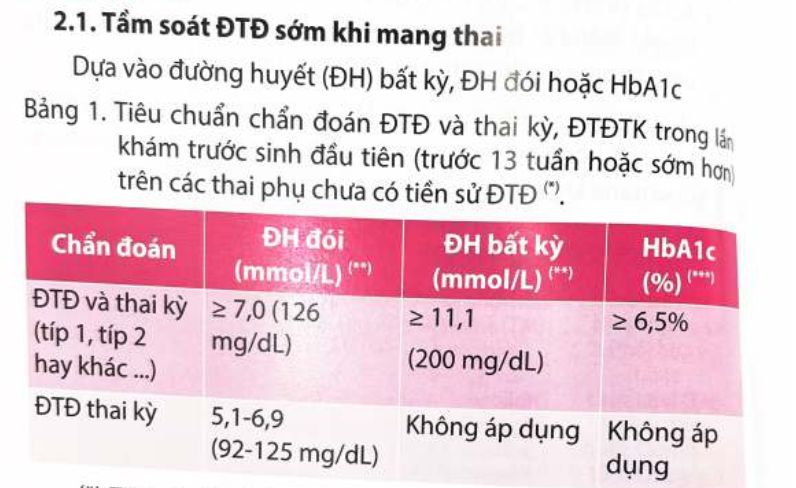 2.1. Tầm soát ĐTĐ sớm khi mang thai
Dựa vào đường huyết (ĐH) bất kỳ, ĐH đói hoặc HbA1c
Bảng 1. Tiêu chuẩn chẩn đoán ĐTĐ và thai kỳ, ĐTĐTK trong lần
khám trước sinh đầu tiên (trước 13 tuần hoặc sớm hơn)
trên các thai phụ chưa có tiền sử ĐTĐ (*).
Chẩn đoán
ĐH đói
(mmol/L) (**)
ĐH bất kỳ
(mmol/L) (**)
HbA1c
(%) (***)
ĐTĐ và thai kỳ
(típ 1, típ 2
hay khác ...)
≥ 7,0 (126
mg/dL)
≥ 11,1
(200 mg/dL)
≥ 6,5%
ĐTĐ thai kỳ
5,1-6,9
(92-125 mg/dL)
Không áp dụng
Không áp
dụng